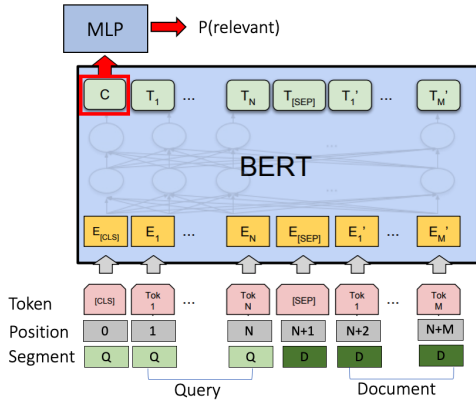 MLP P(relevant)
C T1 ... TN T[SEP] T1' ... TM'
...
BERT
...
E[CLS] E1 ... EN E[SEP] E1' ... EM'
Token [CLS] Tok 1 ... Tok N [SEP] Tok 1 ... Tok M
Position 0 1 N N+1 N+2 N+M
Segment Q Q Q D D D
Query Document